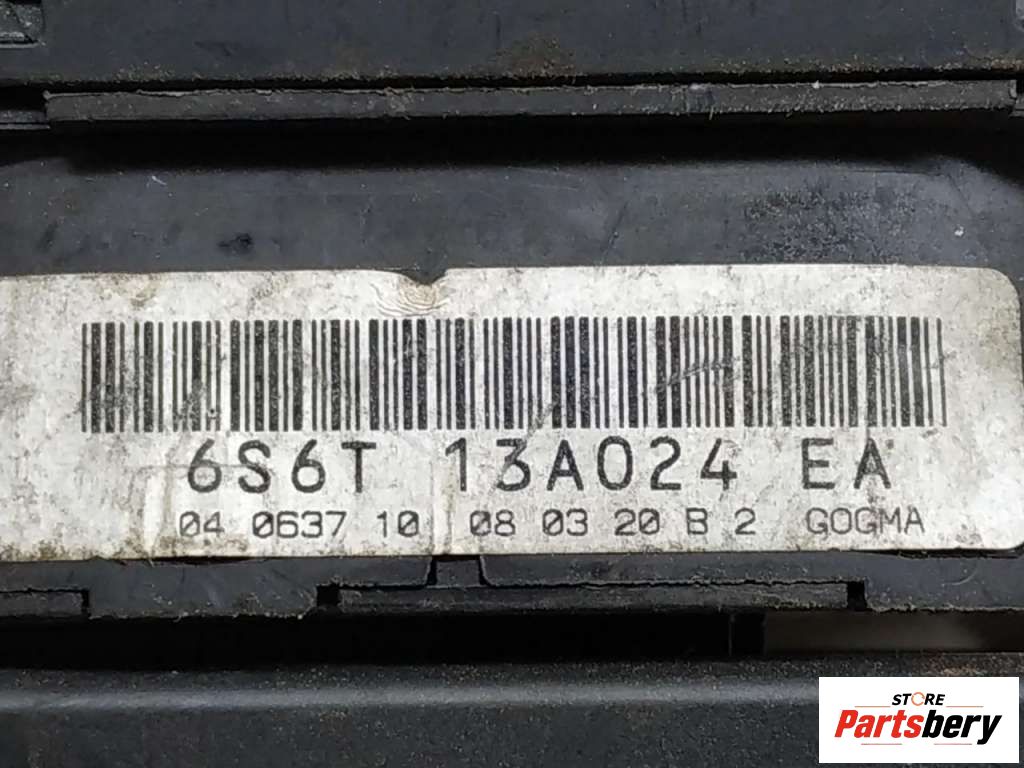 6S6T 13A024 EA
04 0637 10 08 03 20 B 2 GOGMA
STORE
Partsbery